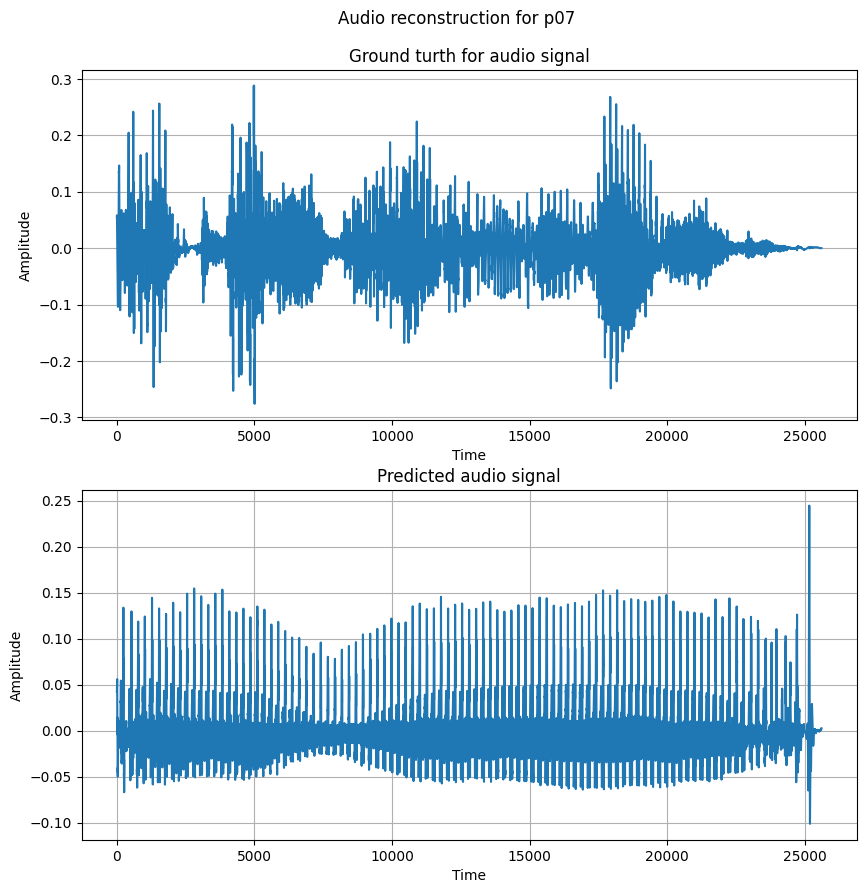 Audio reconstruction for p07
Ground turth for audio signal
0.3
0.2
0.1
0.0
−0.1
−0.2
−0.3
Amplitude
0 5000 10000 15000 20000 25000
Time
Predicted audio signal
0.25
0.20
0.15
0.10
0.05
0.00
−0.05
−0.10
Amplitude
0 5000 10000 15000 20000 25000
Time